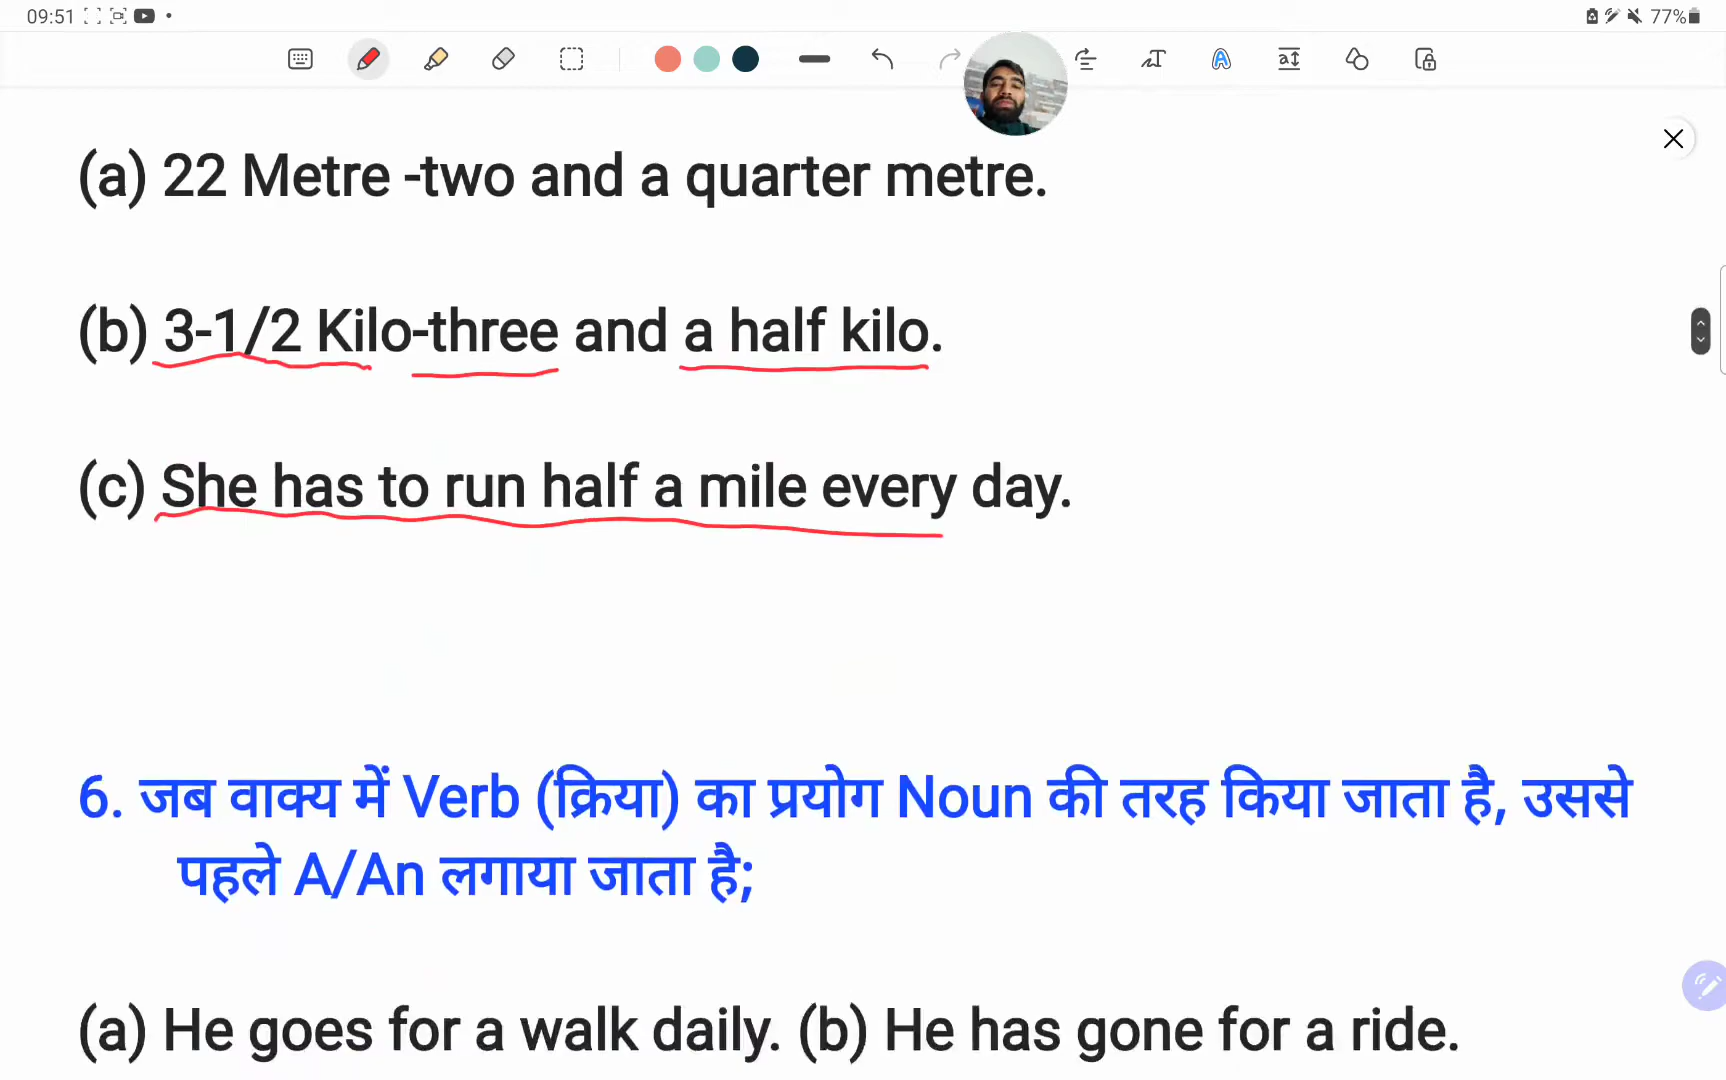 09:51
77%
(a) 22 Metre -two and a quarter metre.
(b) 3-1/2 Kilo-three and a half kilo.
(c) She has to run half a mile every day.
6. जब वाक्य में Verb (क्रिया) का प्रयोग Noun की तरह किया जाता है, उससे
पहले A/An लगाया जाता है;
(a) He goes for a walk daily. (b) He has gone for a ride.